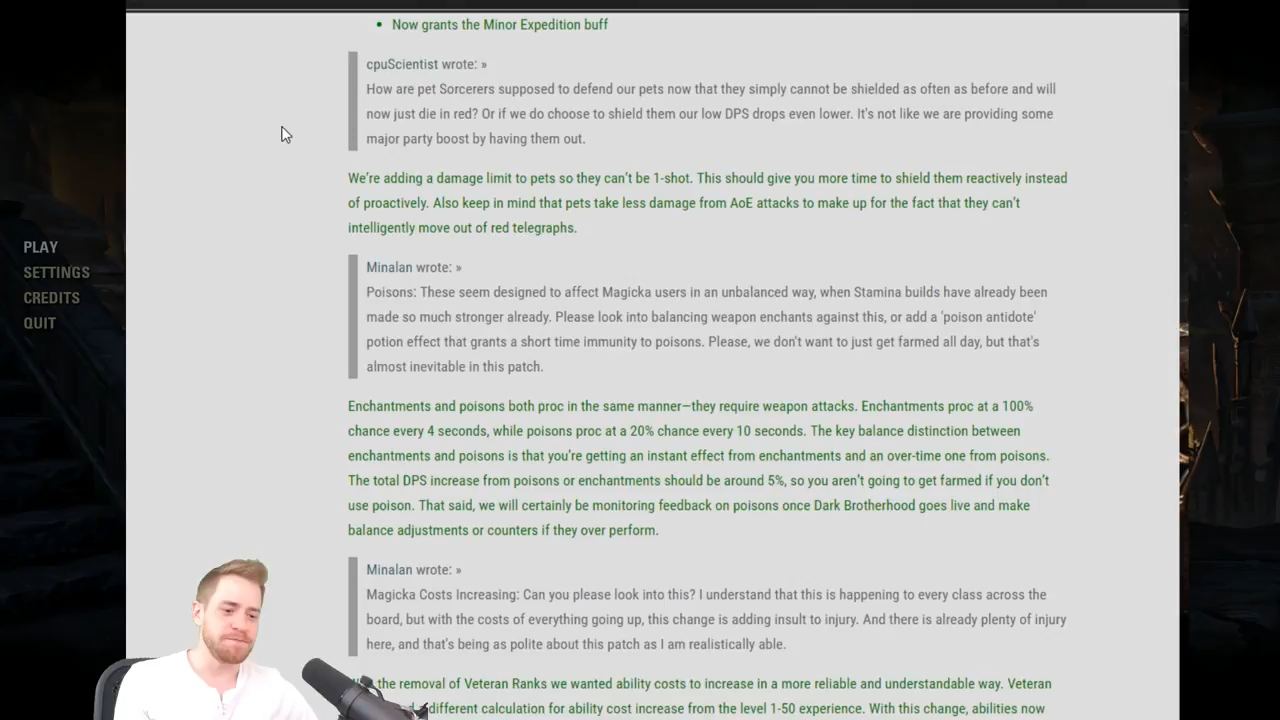 Now grants the Minor Expedition buff
cpuScientist wrote: »
How are pet Sorcerers supposed to defend our pets now that they simply cannot be shielded as often as before and will
now just die in red? Or if we do choose to shield them our low DPS drops even lower. It's not like we are providing some
major party boost by having them out.
We're adding a damage limit to pets so they can't be 1-shot. This should give you more time to shield them reactively instead
of proactively. Also keep in mind that pets take less damage from AoE attacks to make up for the fact that they can't
intelligently move out of red telegraphs.
PLAY
SETTINGS
CREDITS
QUIT
Minalan wrote: »
Poisons: These seem designed to affect Magicka users in an unbalanced way, when Stamina builds have already been
made so much stronger already. Please look into balancing weapon enchants against this, or add a 'poison antidote'
potion effect that grants a short time immunity to poisons. Please, we don't want to just get farmed all day, but that's
almost inevitable in this patch.
Enchantments and poisons both proc in the same manner—they require weapon attacks. Enchantments proc at a 100%
chance every 4 seconds, while poisons proc at a 20% chance every 10 seconds. The key balance distinction between
enchantments and poisons is that you're getting an instant effect from enchantments and an over-time one from poisons.
The total DPS increase from poisons or enchantments should be around 5%, so you aren't going to get farmed if you don't
use poison. That said, we will certainly be monitoring feedback on poisons once Dark Brotherhood goes live and make
balance adjustments or counters if they over perform.
Minalan wrote: »
Magicka Costs Increasing: Can you please look into this? I understand that this is happening to every class across the
board, but with the costs of everything going up, this change is adding insult to injury. And there is already plenty of injury
here, and that's being as polite about this patch as I am realistically able.
the removal of Veteran Ranks we wanted ability costs to increase in a more reliable and understandable way. Veteran
different calculation for ability cost increase from the level 1-50 experience. With this change, abilities now